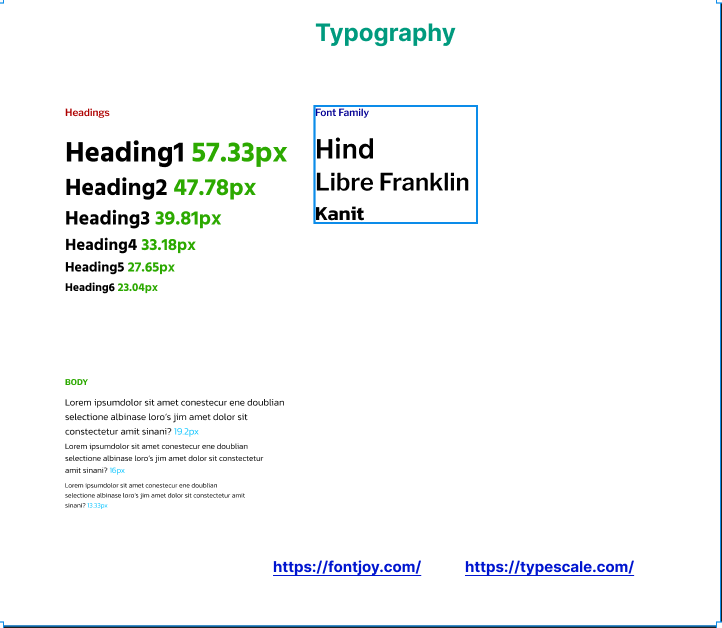 Typography
Headings
Heading1 57.33px
Heading2 47.78px
Heading3 39.81px
Heading4 33.18px
Heading5 27.65px
Heading6 23.04px
Font Family
Hind
Libre Franklin
Kanit
BODY
Lorem ipsumdolor sit amet conestecur ene doublian
selectione albinase loro's jim amet dolor sit
constectetur amit sinani? 19.2px
Lorem ipsumdolor sit amet conestecur ene doublian
selectione albinase loro's jim amet dolor sit constectetur
amit sinani? 16px
Lorem ipsumdolor sit amet conestecur ene doublian
selectione albinase loro's jim amet dolor sit constectetur amit
sinani? 13.33px
https://fontjoy.com/ https://typescale.com/